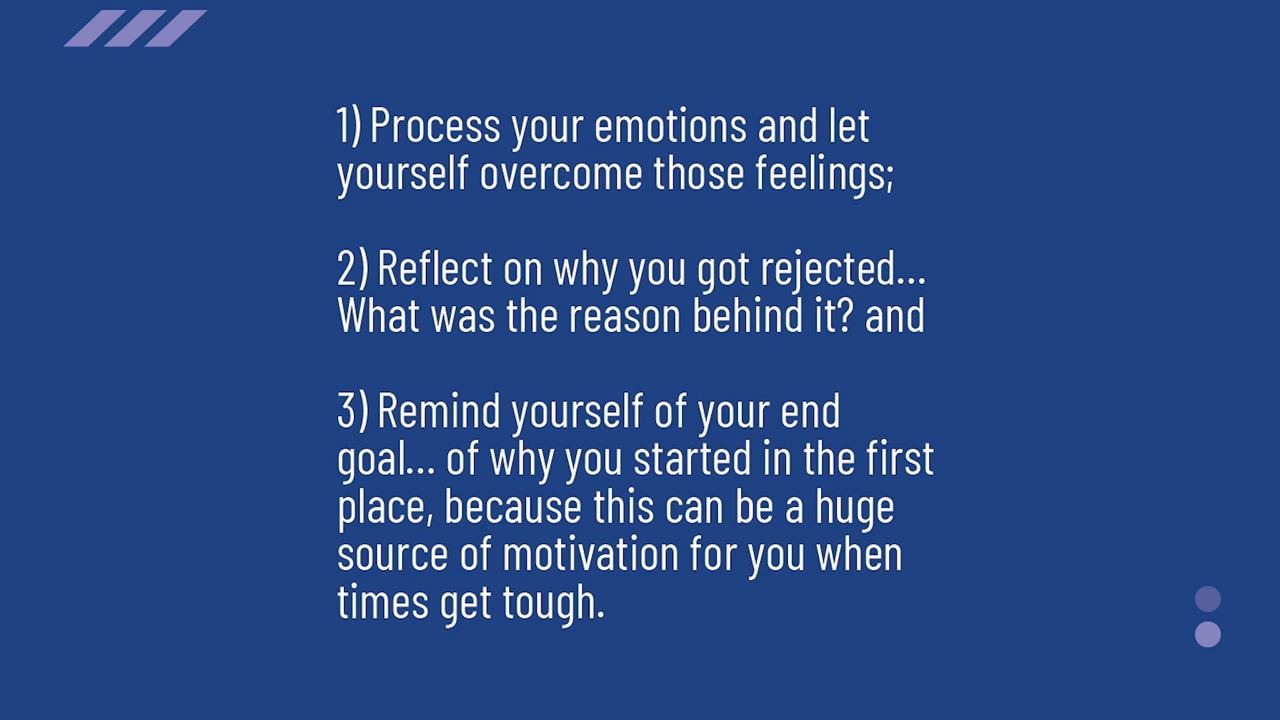 1) Process your emotions and let
yourself overcome those feelings;
2) Reflect on why you got rejected...
What was the reason behind it? and
3) Remind yourself of your end
goal... of why you started in the first
place, because this can be a huge
source of motivation for you when
times get tough.